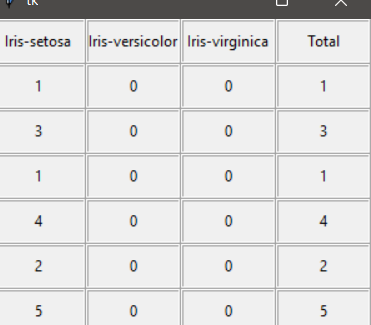 tk
Iris-setosa Iris-versicolor Iris-virginica Total
1 0 0 1
3 0 0 3
1 0 0 1
4 0 0 4
2 0 0 2
5 0 0 5